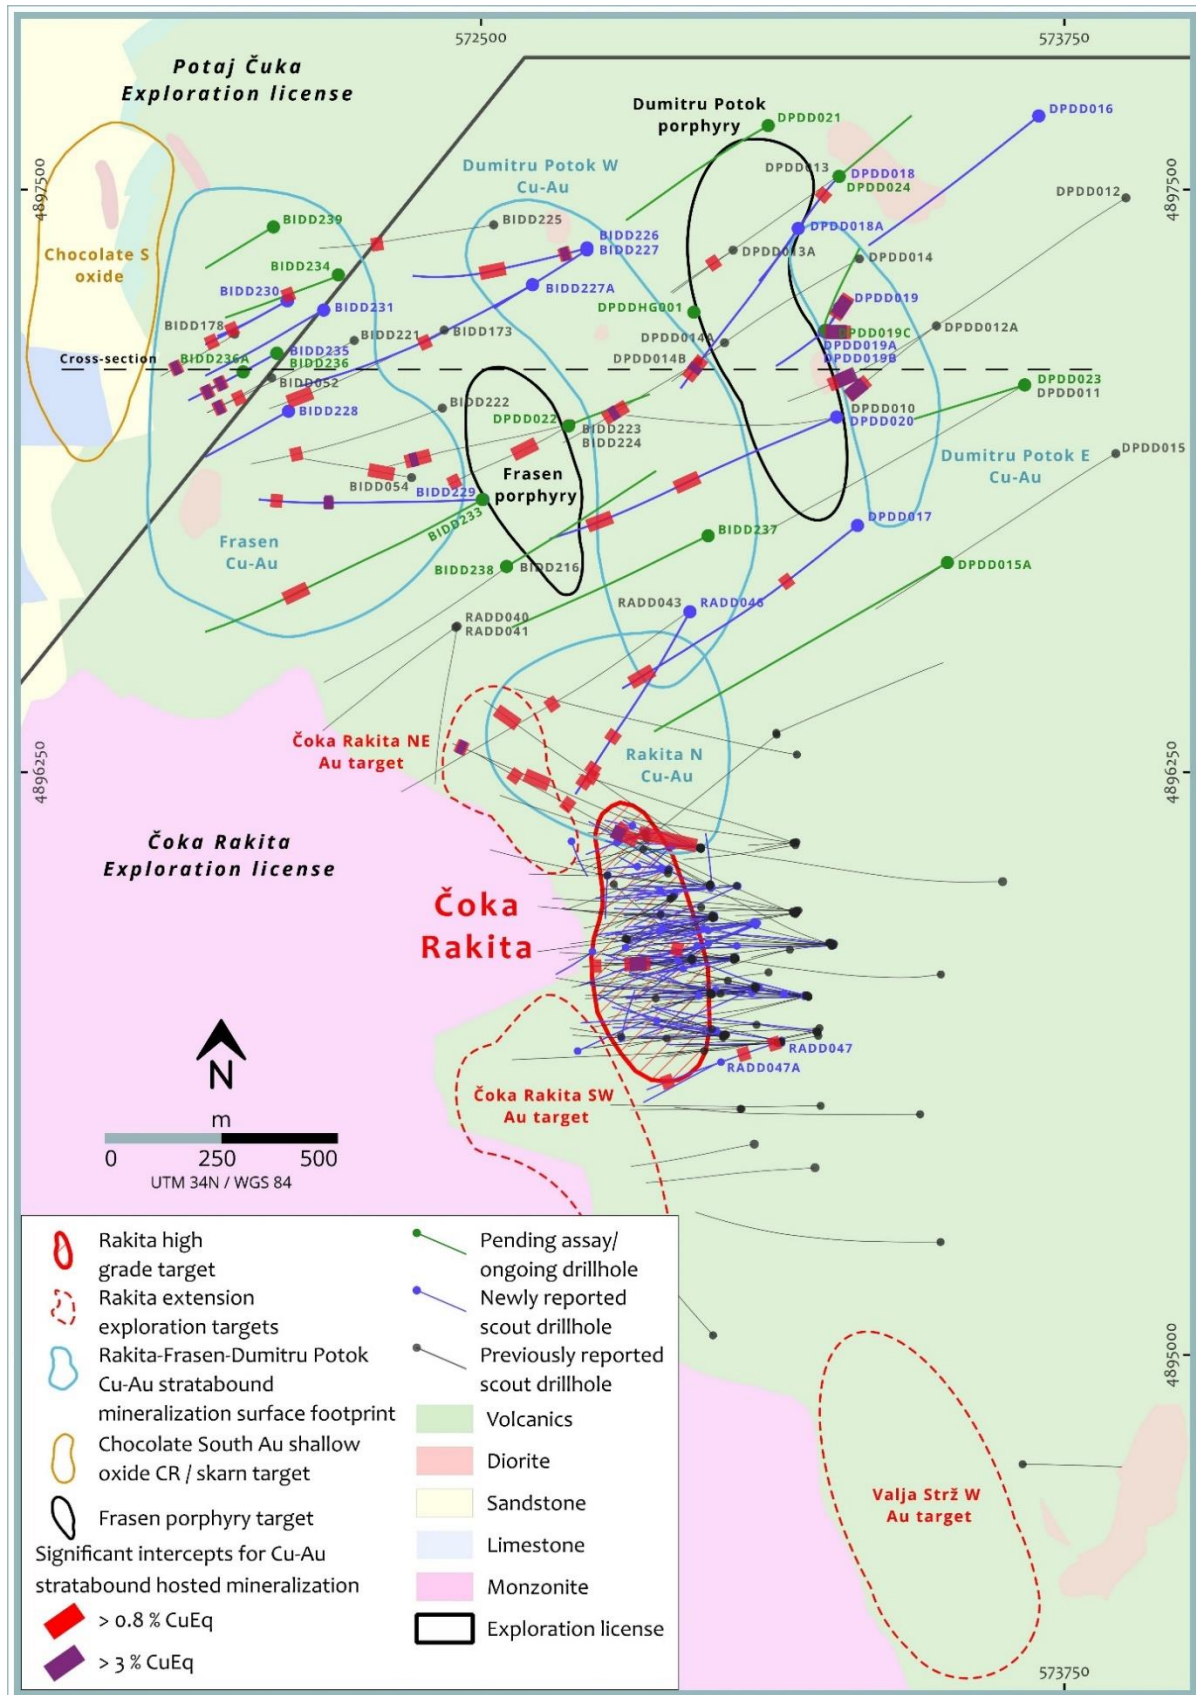 572500
573750
Potaj Čuka
Exploration license
Dumitru Potok
porphyry
DPDD021
DPDD016
Dumitru Potok W
Cu-Au
DPDD013
DPDD018
DPDD024
DPDD012
4897500
4897500
BIDD239
BIDD225
BIDD226
BIDD227
DPDD018A
Chocolate S
oxide
BIDD234
DPDD013A
DPDD014
BIDD230
BIDD227A
BIDD231
DPDDHG001
DPDD019
BIDD178
BIDD221
BIDD173
DPDD014A
DPDD019C
DPDD012A
DPDD019A
DPDD019B
Cross-section
BIDD236A
BIDD235
BIDD236
DPDD014B
BIDD052
DPDD023
DPDD011
BIDD228
BIDD222
DPDD022
BIDD223
BIDD224
DPDD010
DPDD020
Dumitru Potok E
Cu-Au
DPDD015
BIDD054
BIDD229
Frasen
porphyry
BIDD233
Frasen
Cu-Au
BIDD237
DPDD017
BIDD238
BIDD216
DPDD015A
RADD040
RADD041
RADD043
RADD046
Čoka Rakita NE
Au target
Rakita N
Cu-Au
4896250
4896250
Čoka Rakita
Exploration license
Čoka
Rakita
RADD047
RADD047A
N
Čoka Rakita SW
Au target
m
0
250
500
UTM 34N / WGS 84
Rakita high
grade target
Rakita extension
exploration targets
Rakita-Frasen-Dumitru Potok
Cu-Au stratabound
mineralization surface footprint
Chocolate South Au shallow
oxide CR / skarn target
Frasen porphyry target
Significant intercepts for Cu-Au
stratabound hosted mineralization
> 0.8 % CuEq
> 3 % CuEq
Pending assay/
ongoing drillhole
Newly reported
scout drillhole
Previously reported
scout drillhole
Volcanics
Diorite
Sandstone
Limestone
Monzonite
Exploration license
4895000
Valja Strž W
Au target
573750